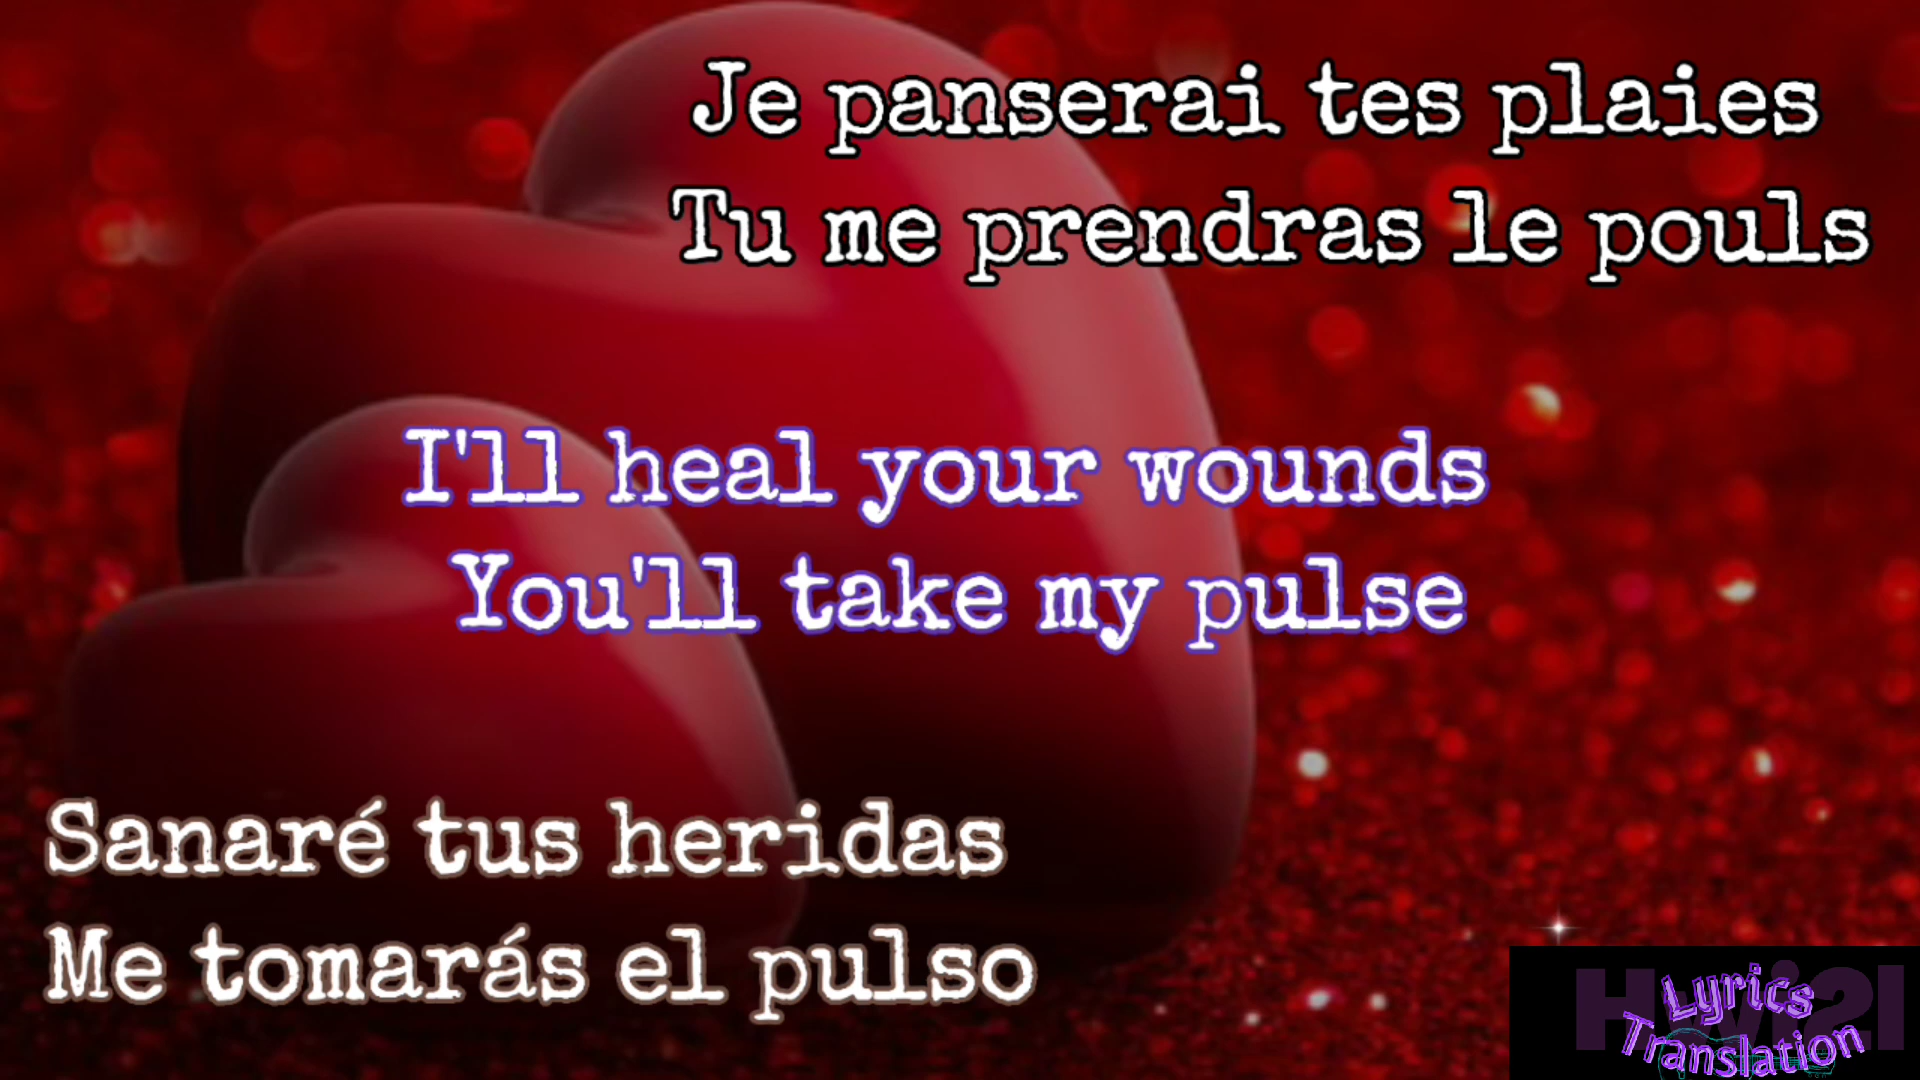 Je panserai tes plaies
Tu me prendras le pouls
I'll heal your wounds
You'll take my pulse
Sanaré tus heridas
Me tomarás el pulso
Lyrics
Translation